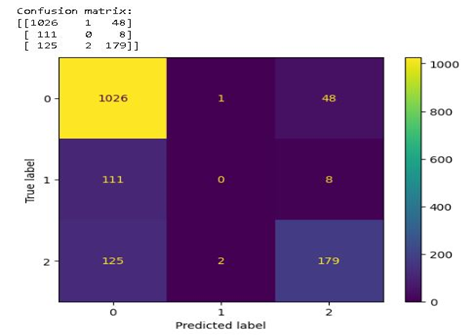 Confusion matrix:
[[1026 1 48]
[ 111 0 8]
[ 125 2 179]]
1000
0 1026 1 48
800
600
True label
1 111 0 8
400
2 125 2 179
200
0
0 1 2
Predicted label